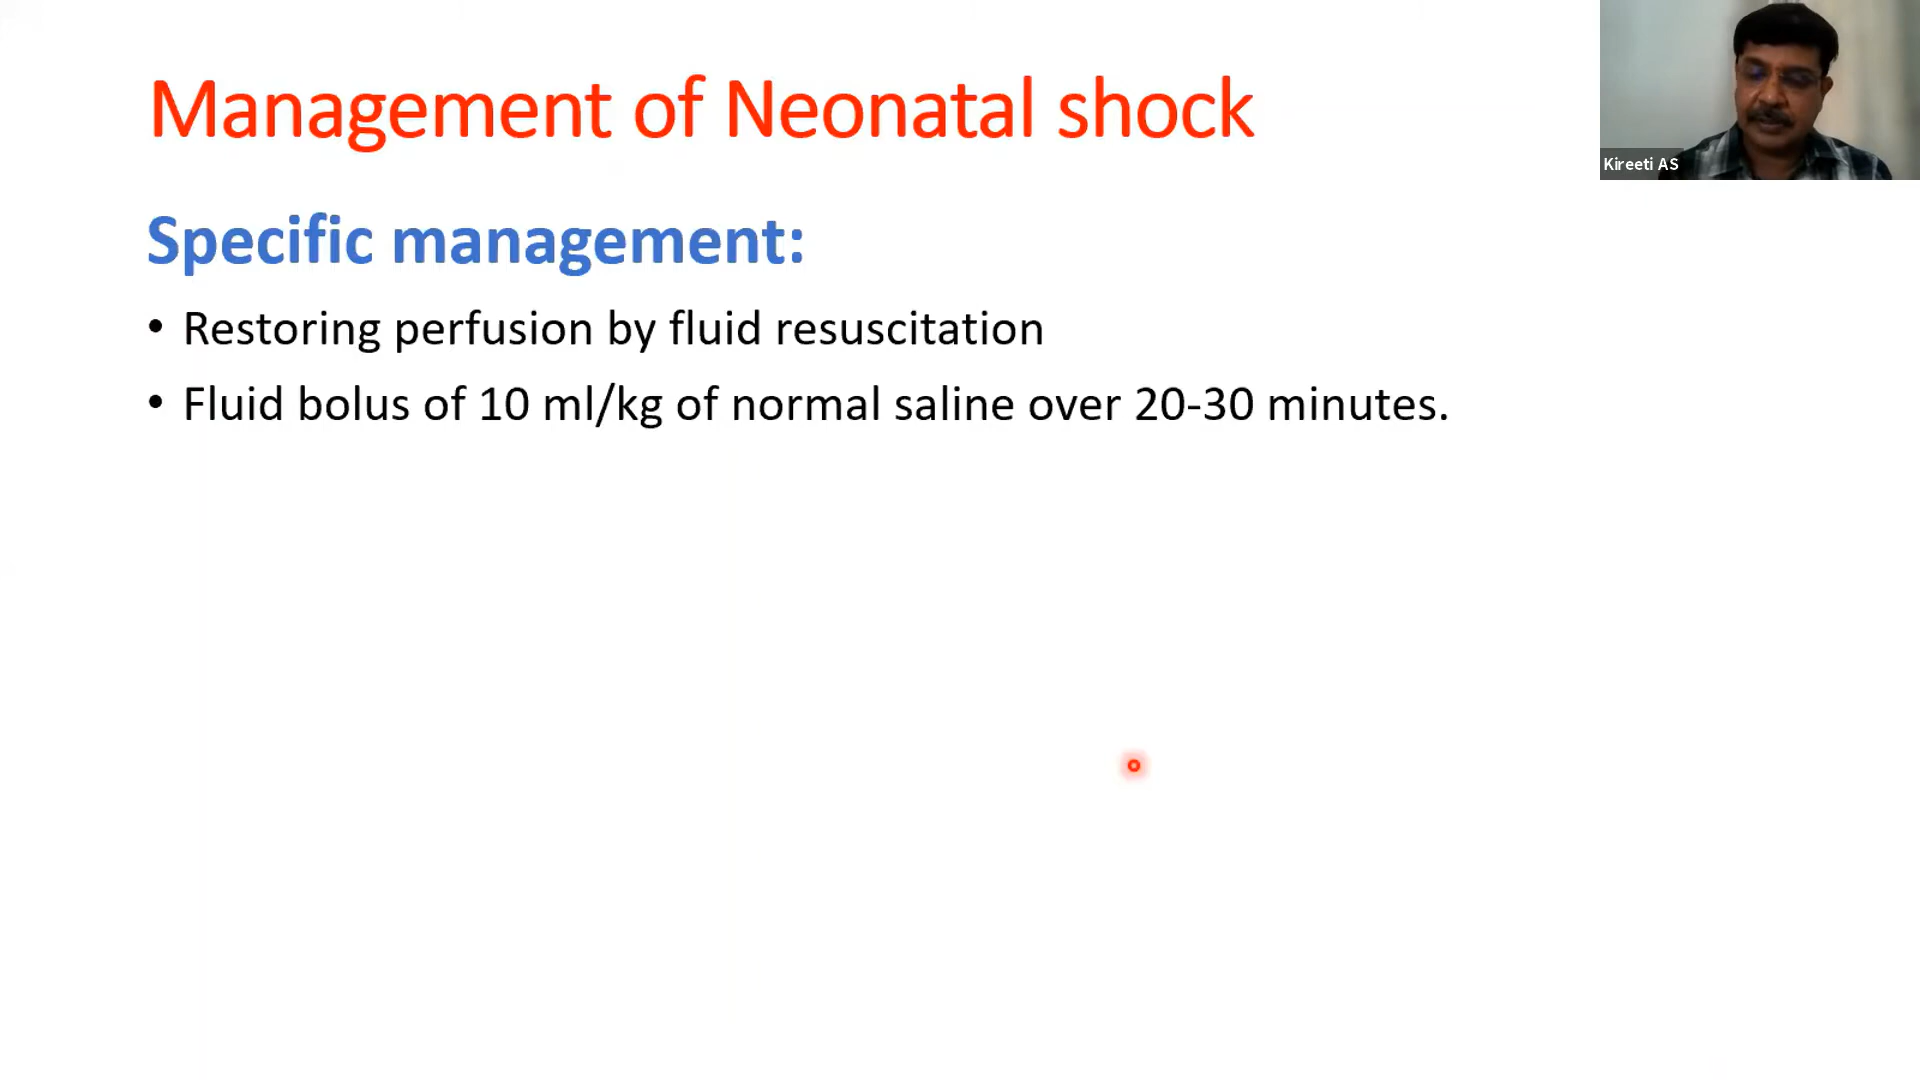 Management of Neonatal shock
Kireeti AS
Specific management:
• Restoring perfusion by fluid resuscitation
• Fluid bolus of 10 ml/kg of normal saline over 20-30 minutes.